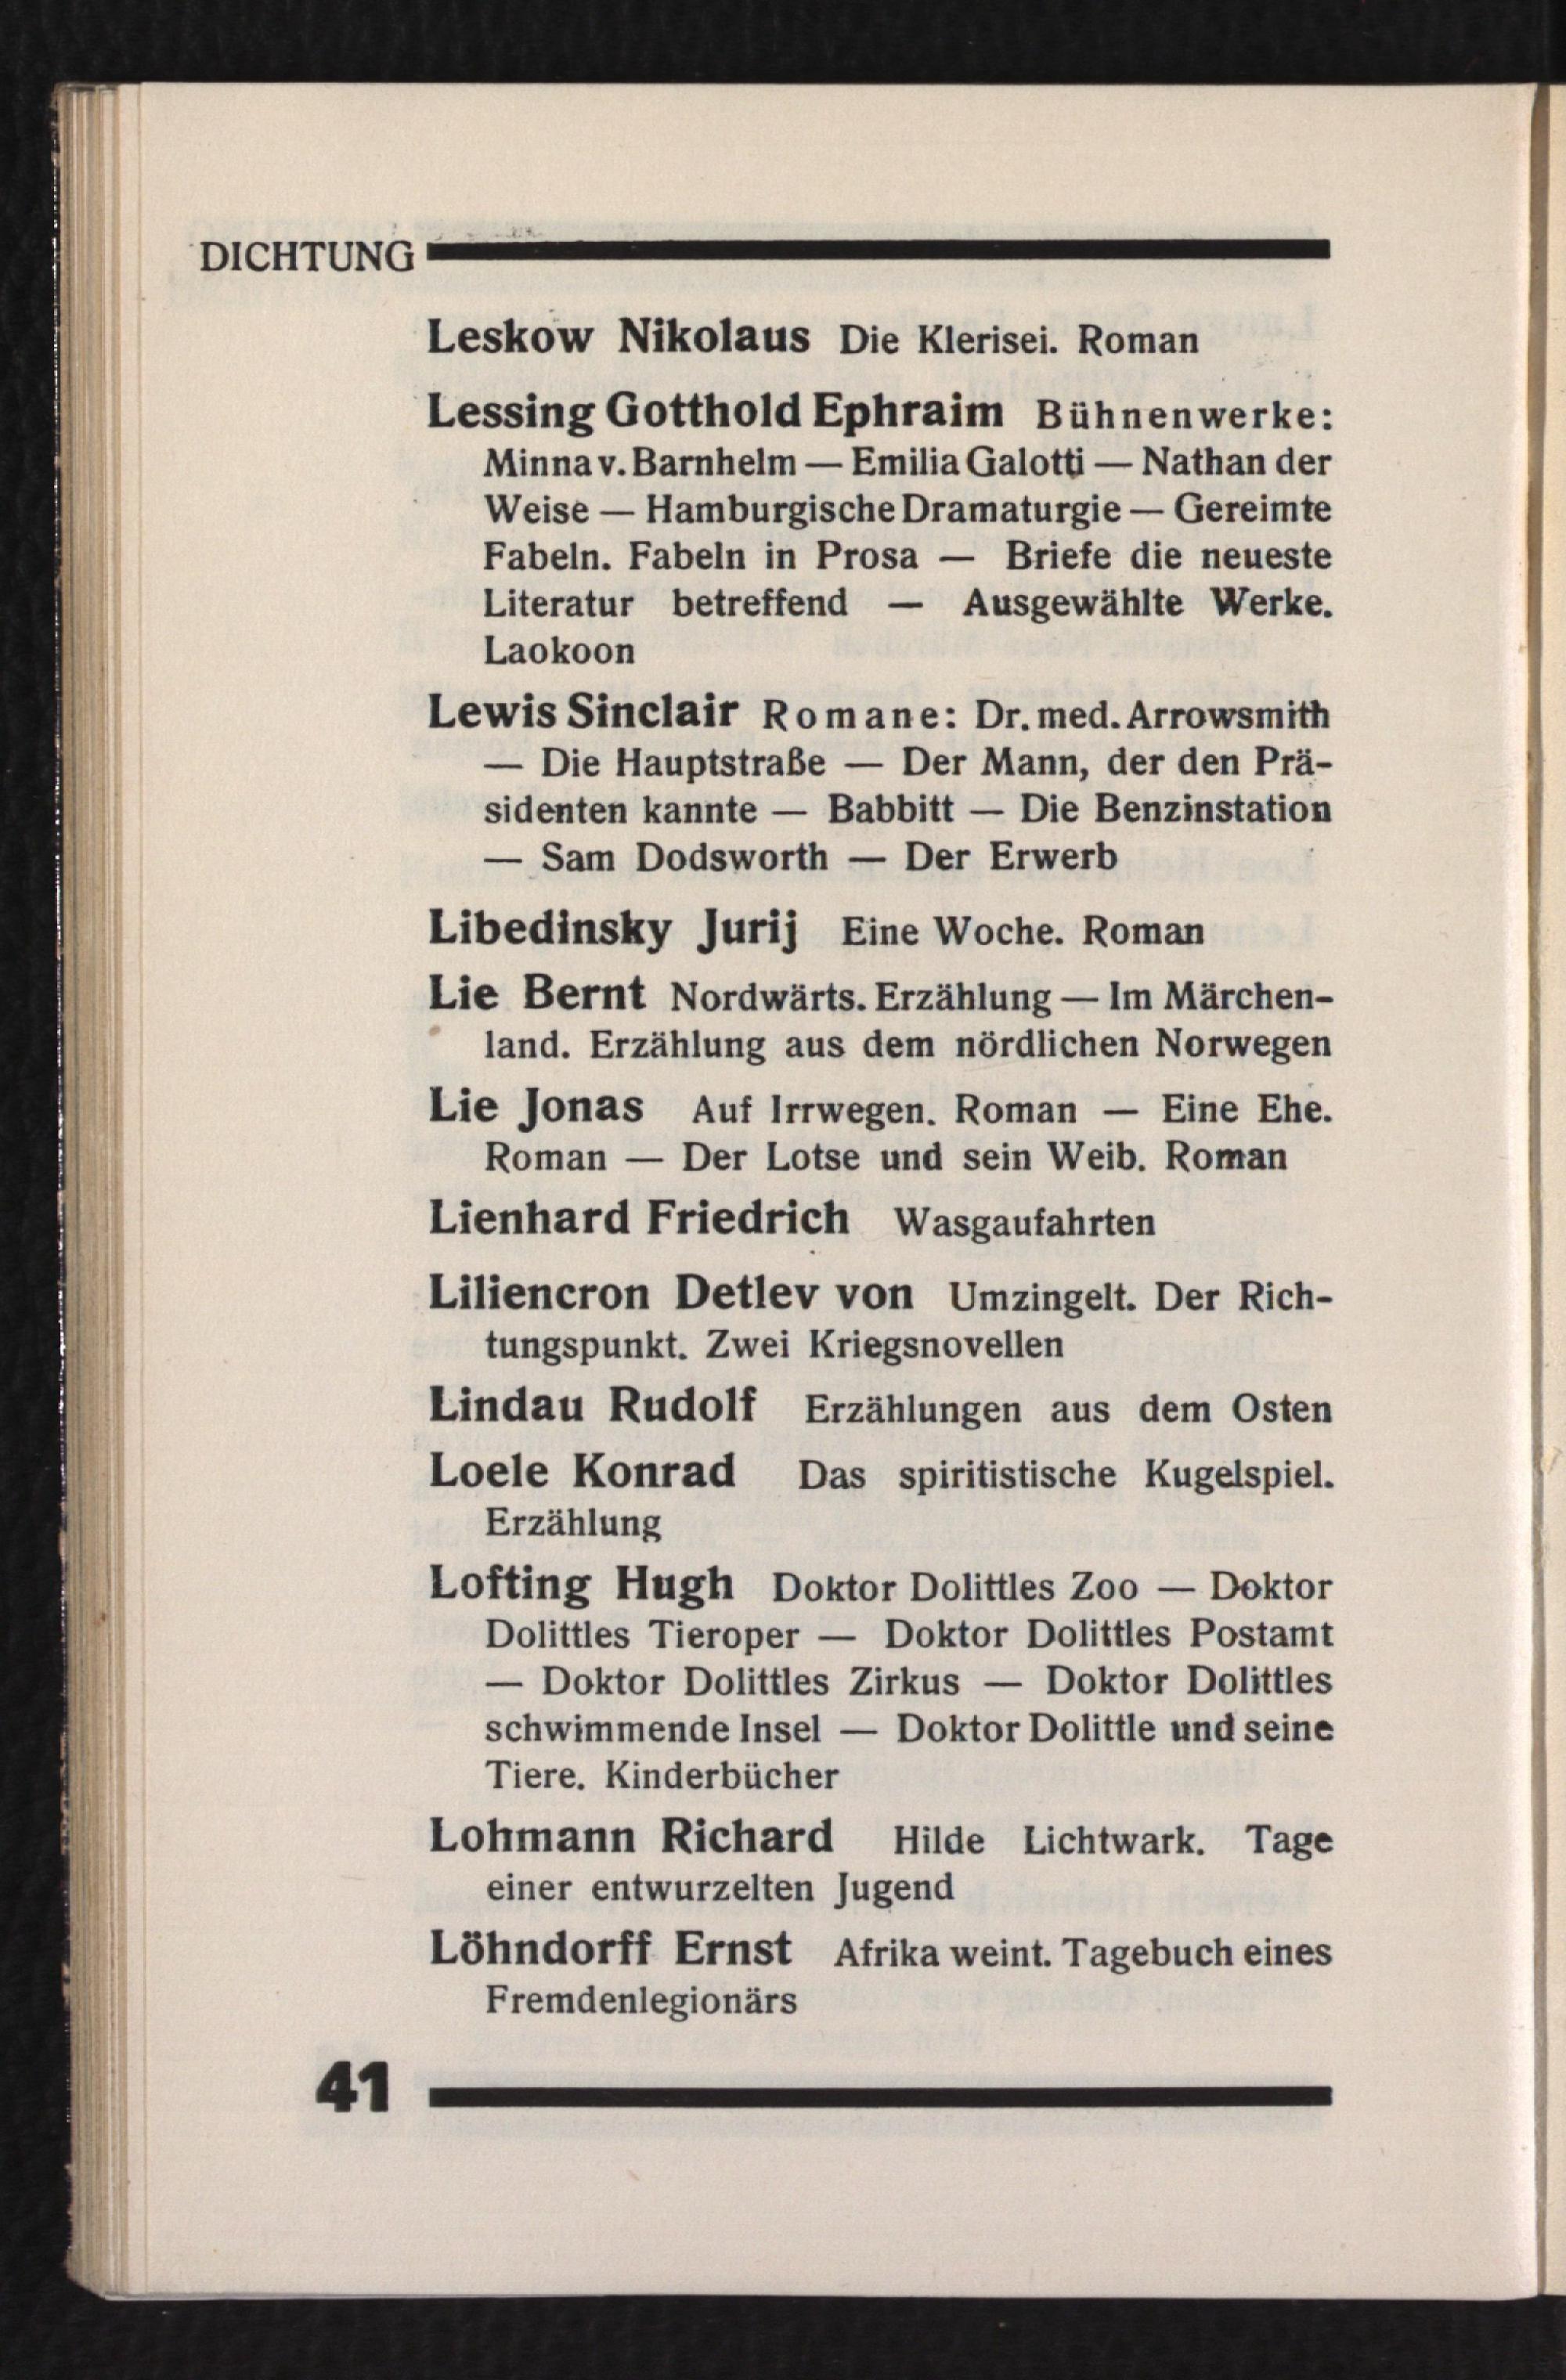 DICHTUNG
Leskow Nikolaus Die Klerisei. Roman
Lessing Gotthold Ephraim Bühnenwerke:
Minna v. Barnhelm — Emilia Galotti — Nathan der
Weise — Hamburgische Dramaturgie — Gereimte
Fabeln. Fabeln in Prosa — Briefe die neueste
Literatur betreffend — Ausgewählte Werke.
Laokoon
Lewis Sinclair Romane: Dr. med. Arrowsmith
— Die Hauptstraße — Der Mann, der den Prä-
sidenten kannte — Babbitt — Die Benzinstation
— Sam Dodsworth — Der Erwerb
Libedinsky Jurij Eine Woche. Roman
Lie Bernt Nordwärts. Erzählung — Im Märchen-
land. Erzählung aus dem nördlichen Norwegen
Lie Jonas Auf Irrwegen. Roman — Eine Ehe.
Roman — Der Lotse und sein Weib. Roman
Lienhard Friedrich Wasgaufahrten
Liliencron Detlev von Umzingelt. Der Rich-
tungspunkt. Zwei Kriegsnovellen
Lindau Rudolf Erzählungen aus dem Osten
Loele Konrad Das spiritistische Kugelspiel.
Erzählung
Lofting Hugh Doktor Dolittles Zoo — Doktor
Dolittles Tieroper — Doktor Dolittles Postamt
— Doktor Dolittles Zirkus — Doktor Dolittles
schwimmende Insel — Doktor Dolittle und seine
Tiere. Kinderbücher
Lohmann Richard Hilde Lichtwark. Tage
einer entwurzelten Jugend
Löhndorff Ernst Afrika weint. Tagebuch eines
Fremdenlegionärs
41